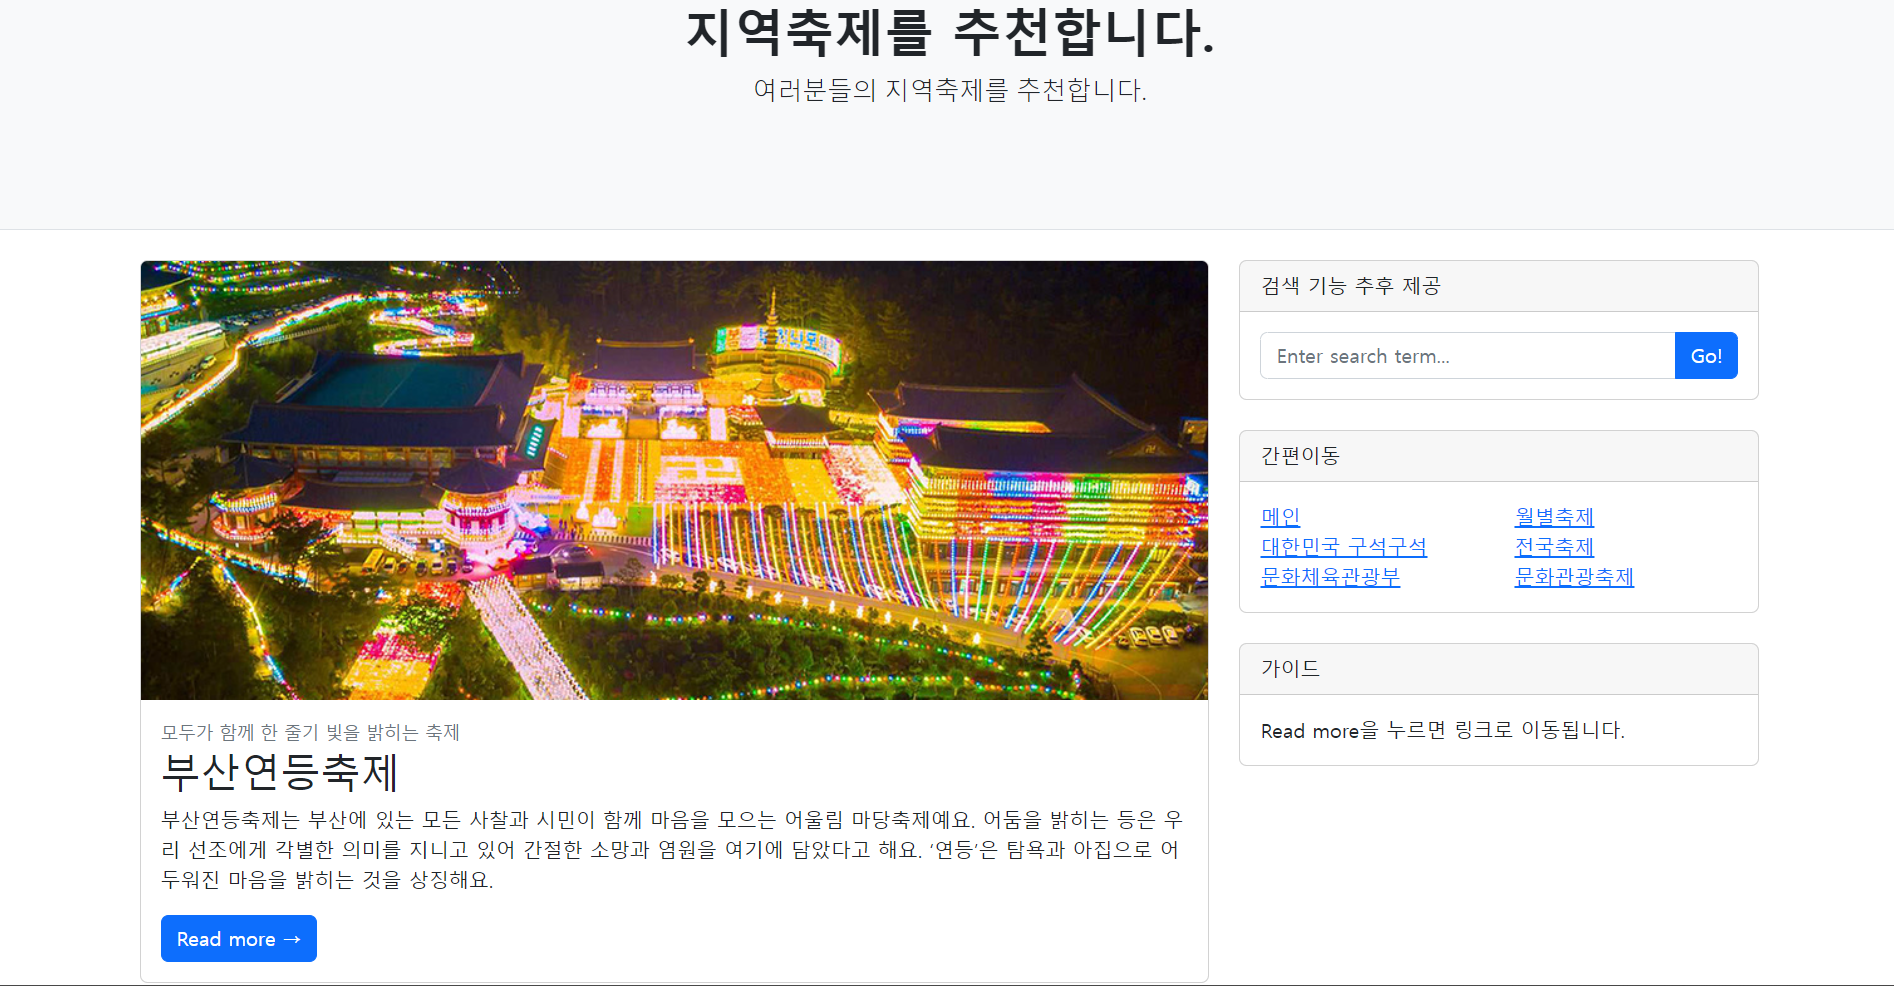 지역축제를 추천합니다.
여러분들의 지역축제를 추천합니다.
모두가 함께 한 줄기 빛을 밝히는 축제
부산연등축제
부산연등축제는 부산에 있는 모든 사찰과 시민이 함께 마음을 모으는 어울림 마당축제예요. 어둠을 밝히는 등은 우
리 선조에게 각별한 의미를 지니고 있어 간절한 소망과 염원을 여기에 담았다고 해요. ‘연등’은 탐욕과 아집으로 어
두워진 마음을 밝히는 것을 상징해요.
Read more →
검색 기능 추후 제공
Enter search term...
Go!
간편이동
메인
월별축제
대한민국 구석구석
전국축제
문화체육관광부
문화관광축제
가이드
Read more을 누르면 링크로 이동됩니다.